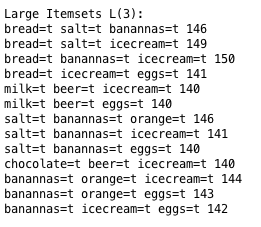 Large Itemsets L(3):
bread=t salt=t banannas=t 146
bread=t salt=t icecream=t 149
bread=t banannas=t icecream=t 150
bread=t icecream=t eggs=t 141
milk=t beer=t icecream=t 140
milk=t beer=t eggs=t 140
salt=t banannas=t orange=t 146
salt=t banannas=t icecream=t 141
salt=t banannas=t eggs=t 140
chocolate=t beer=t icecream=t 140
banannas=t orange=t icecream=t 144
banannas=t orange=t eggs=t 143
banannas=t icecream=t eggs=t 142